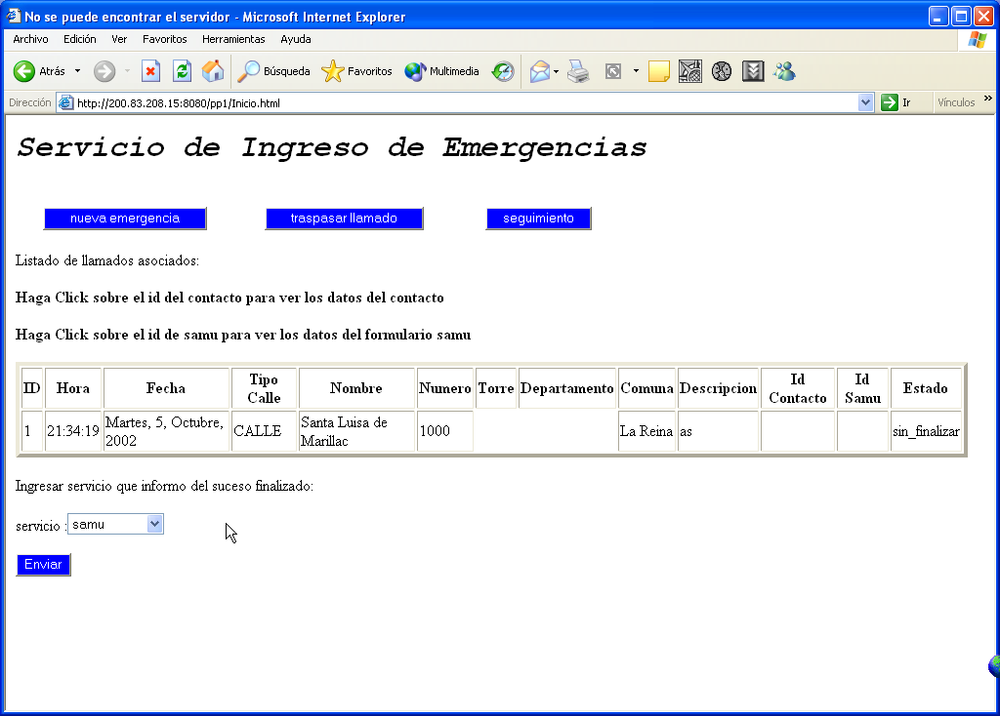 No se puede encontrar el servidor - Microsoft Internet Explorer
Archivo Edición Ver Favoritos Herramientas Ayuda
Atrás Búsqueda Favoritos Multimedia
Dirección http://200.83.208.15:8080/pp1/Inicio.html Ir Vínculos »
Servicio de Ingreso de Emergencias
nueva emergencia traspasar llamado seguimiento
Listado de llamados asociados:
Haga Click sobre el id del contacto para ver los datos del contacto
Haga Click sobre el id de samu para ver los datos del formulario samu
ID Hora Fecha Tipo Calle Nombre Numero Torre Departamento Comuna Descripcion Id Contacto Id Samu Estado
1 21:34:19 Martes, 5, Octubre, 2002 CALLE Santa Luisa de Marillac 1000 La Reina as sin_finalizar
Ingresar servicio que informo del suceso finalizado:
servicio : samu
Enviar